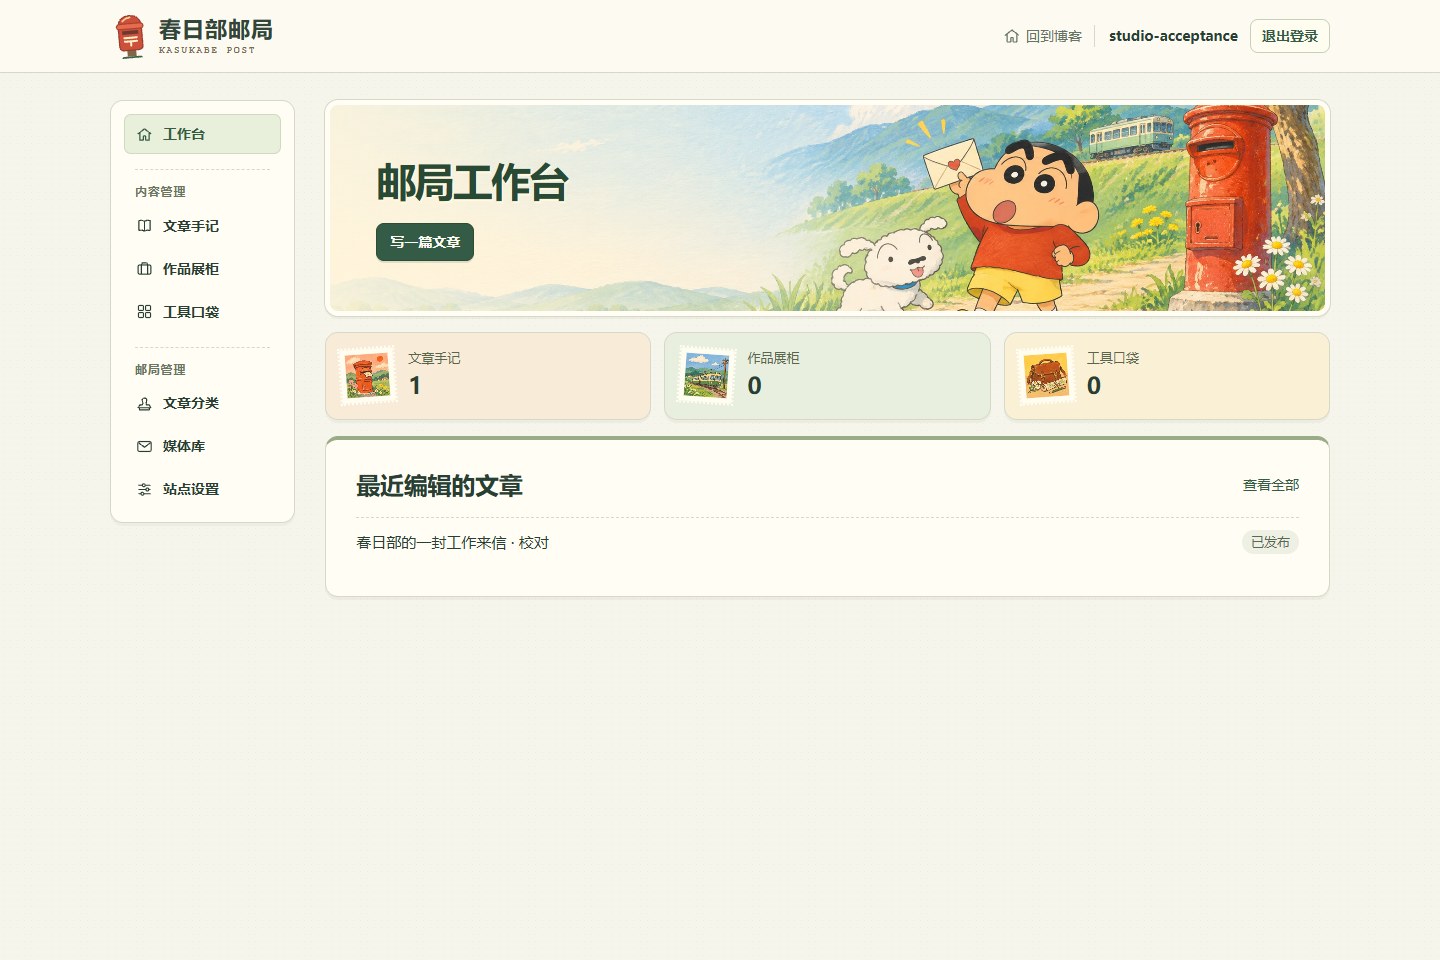 春日部邮局
KASUKABE POST
回到博客
studio-acceptance
退出登录
工作台
内容管理
文章手记
作品展柜
工具口袋
邮局管理
文章分类
媒体库
站点设置
邮局工作台
写一篇文章
文章手记
1
作品展柜
0
工具口袋
0
最近编辑的文章
查看全部
春日部的一封工作来信 · 校对
已发布